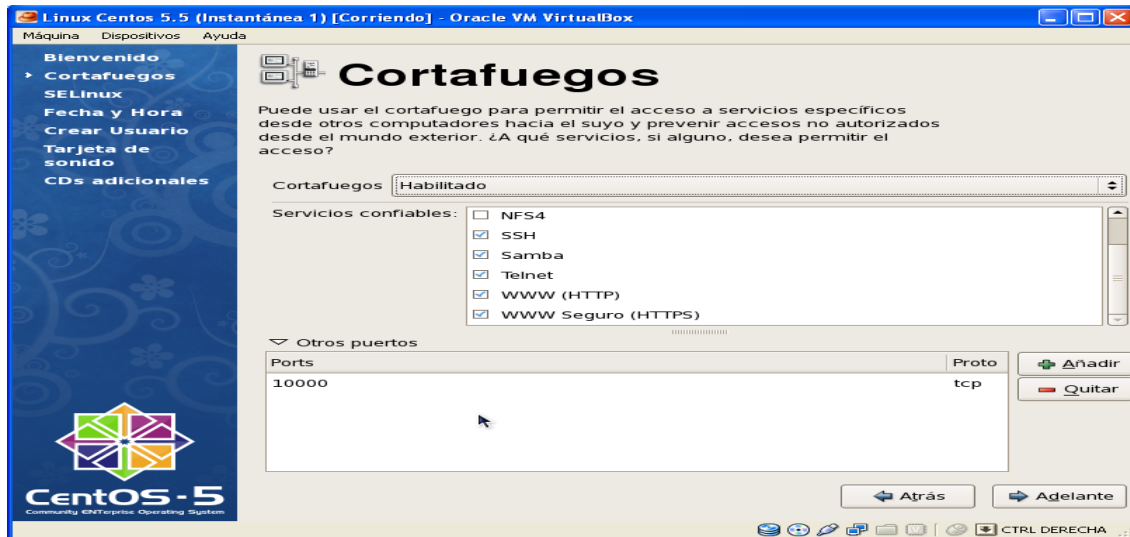 Linux Centos 5.5 (Instantánea 1) [Corriendo] - Oracle VM VirtualBox
Máquina Dispositivos Ayuda
Bienvenido
Cortafuegos
SELinux
Fecha y Hora
Crear Usuario
Tarjeta de
sonido
CDs adicionales
Cortafuegos
Puede usar el cortafuego para permitir el acceso a servicios específicos
desde otros computadores hacia el suyo y prevenir accesos no autorizados
desde el mundo exterior. ¿A qué servicios, si alguno, desea permitir el
acceso?
Cortafuegos Habilitado
Servicios confiables: NFS4
SSH
Samba
Telnet
WWW (HTTP)
WWW Seguro (HTTPS)
Otros puertos
Ports Proto
10000 tcp
Añadir
Quitar
CentOS-5
Community ENTerprise Operating System
Atrás Adelante
CTRL DERECHA